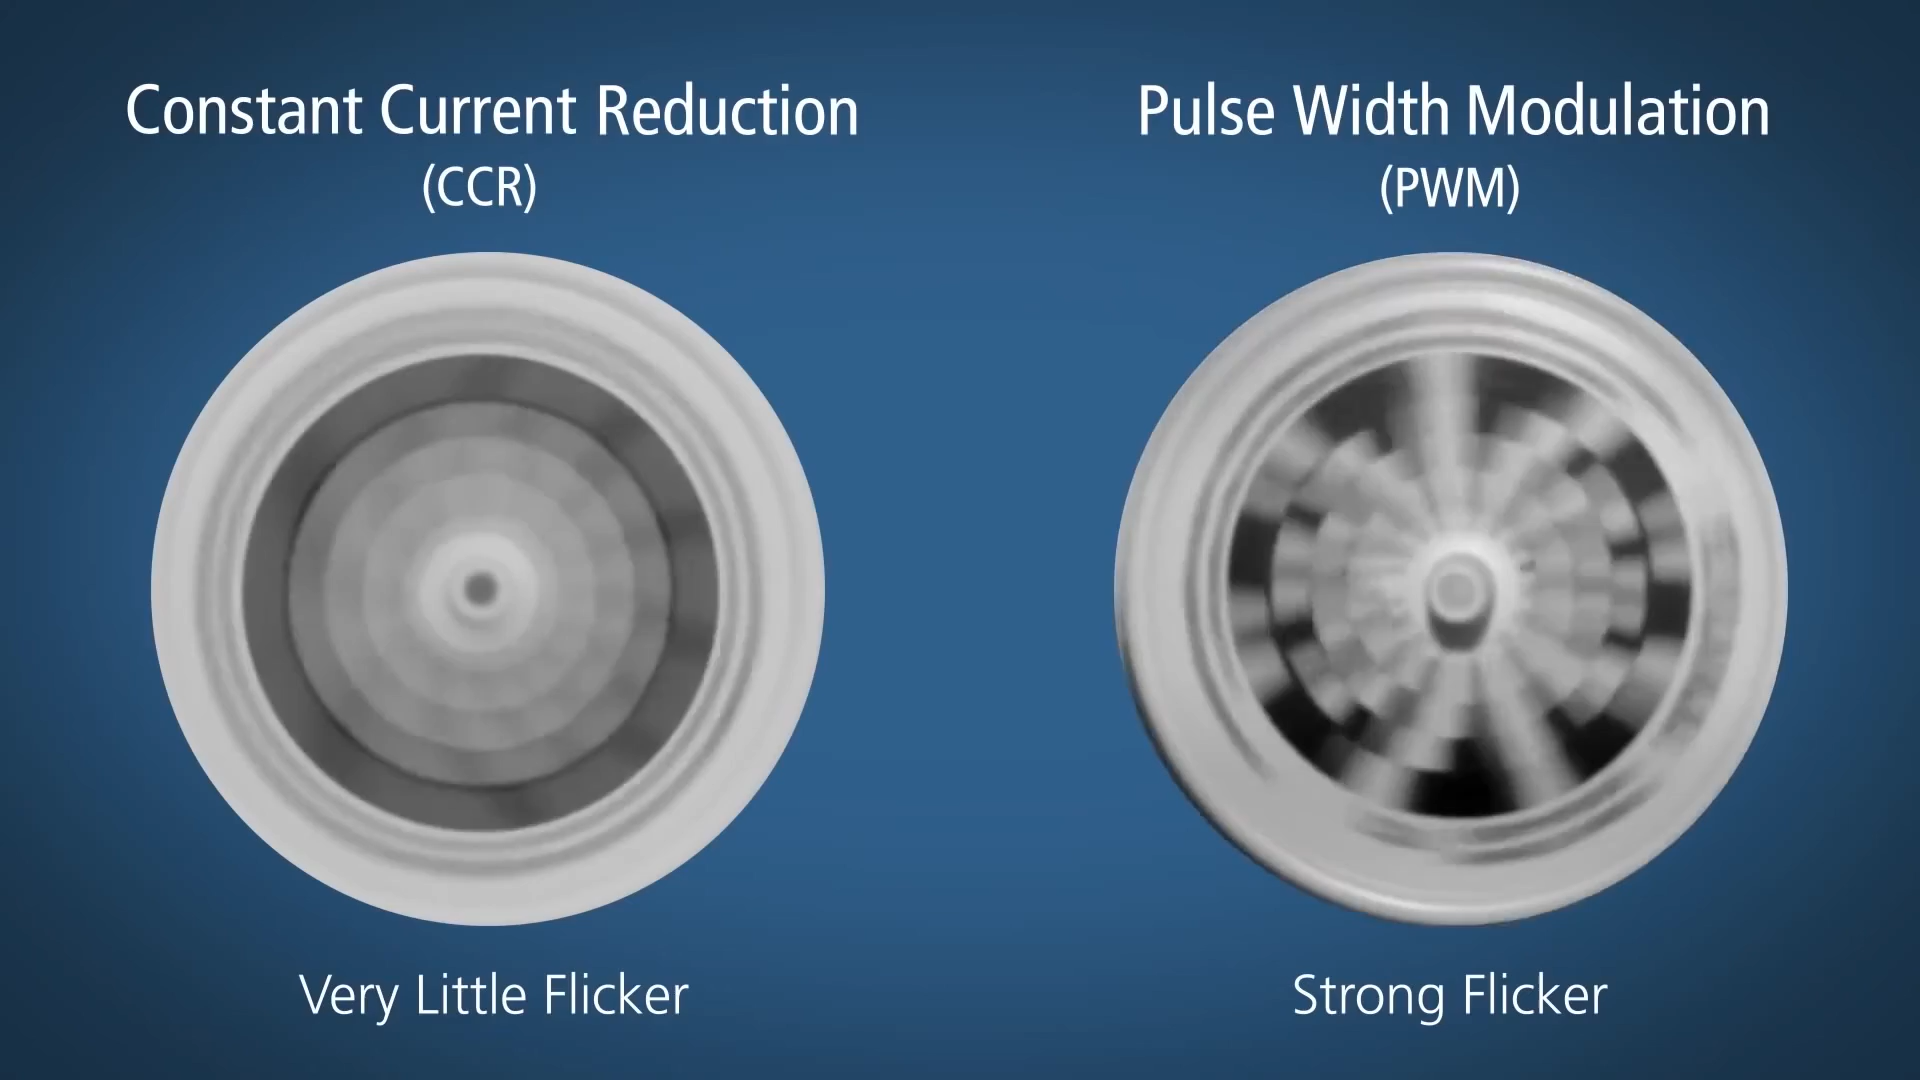 Constant Current Reduction
(CCR)
Very Little Flicker
Pulse Width Modulation
(PWM)
Strong Flicker